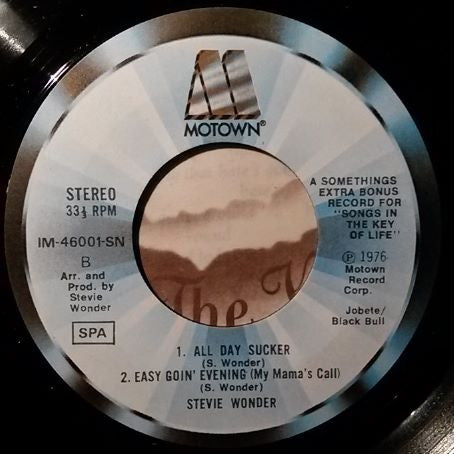 MOTOWN®
STEREO
33⅓ RPM
IM-46001-SN
B
Arr. and
Prod. by
Stevie
Wonder
SPA
A SOMETHINGS
EXTRA BONUS
RECORD FOR
"SONGS IN
THE KEY
OF LIFE"
Ⓟ 1976
Motown
Record
Corp.
Jobete/
Black Bull
The
1. ALL DAY SUCKER
(S. Wonder)
2. EASY GOIN' EVENING (My Mama's Call)
(S. Wonder)
STEVIE WONDER